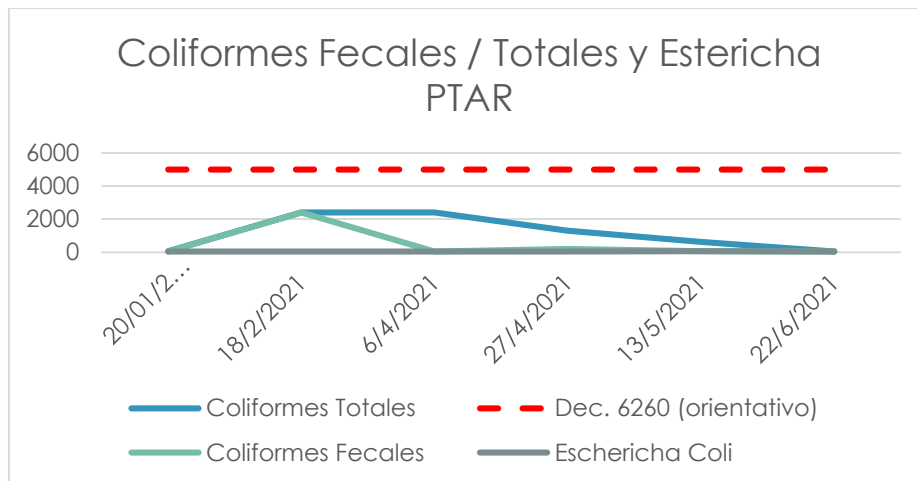 Coliformes Fecales / Totales y Estericha
PTAR
6000
4000
2000
0
20/01/2...
18/2/2021
6/4/2021
27/4/2021
13/5/2021
22/6/2021
Coliformes Totales
Dec. 6260 (orientativo)
Coliformes Fecales
Eschericha Coli